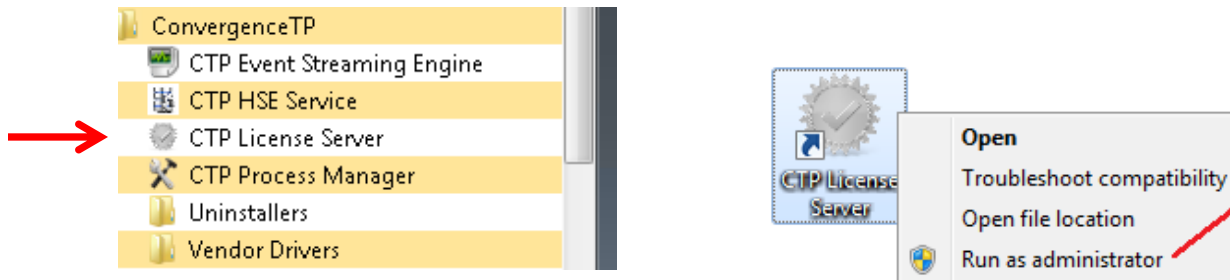 ConvergenceTP
CTP Event Streaming Engine
CTP HSE Service
CTP License Server
CTP Process Manager
Uninstallers
Vendor Drivers
CTP License
Server
Open
Troubleshoot compatibility
Open file location
Run as administrator